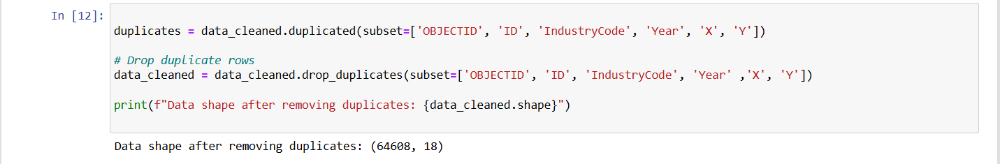 In [12]:
duplicates = data_cleaned.duplicated(subset=['OBJECTID', 'ID', 'IndustryCode', 'Year', 'X', 'Y'])
# Drop duplicate rows
data_cleaned = data_cleaned.drop_duplicates(subset=['OBJECTID', 'ID', 'IndustryCode', 'Year' ,'X', 'Y'])
print(f"Data shape after removing duplicates: {data_cleaned.shape}")
Data shape after removing duplicates: (64608, 18)